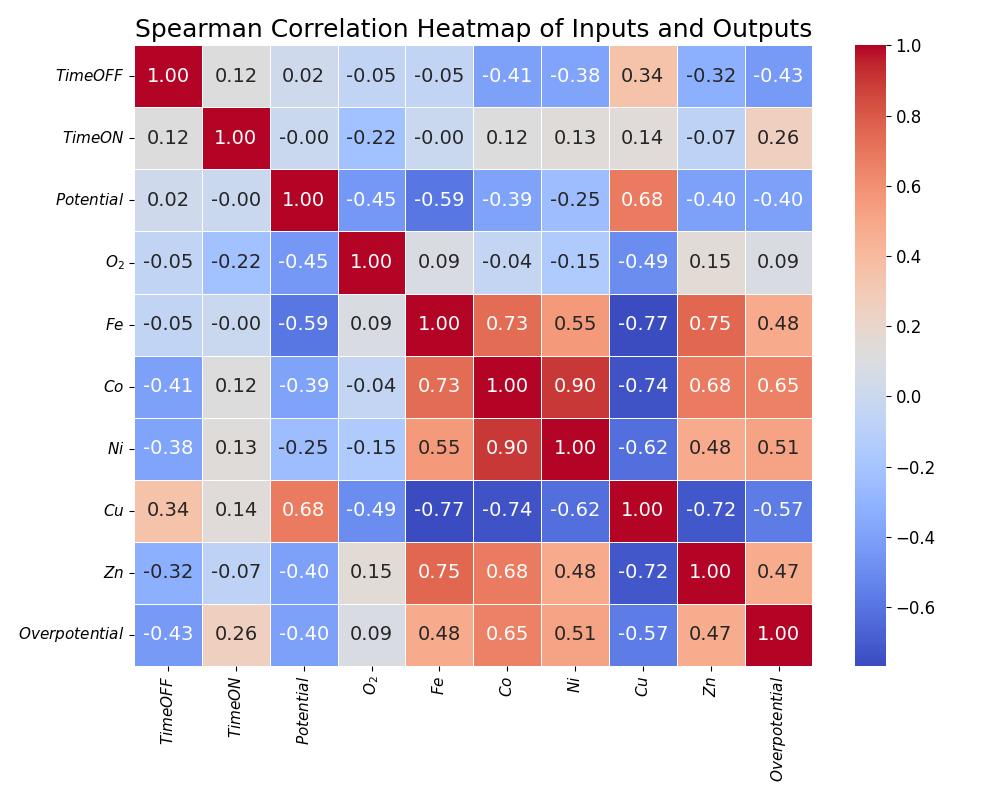 Spearman Correlation Heatmap of Inputs and Outputs
TimeOFF 1.00 0.12 0.02 -0.05 -0.05 -0.41 -0.38 0.34 -0.32 -0.43
TimeON 0.12 1.00 -0.00 -0.22 -0.00 0.12 0.13 0.14 -0.07 0.26
Potential 0.02 -0.00 1.00 -0.45 -0.59 -0.39 -0.25 0.68 -0.40 -0.40
O₂ -0.05 -0.22 -0.45 1.00 0.09 -0.04 -0.15 -0.49 0.15 0.09
Fe -0.05 -0.00 -0.59 0.09 1.00 0.73 0.55 -0.77 0.75 0.48
Co -0.41 0.12 -0.39 -0.04 0.73 1.00 0.90 -0.74 0.68 0.65
Ni -0.38 0.13 -0.25 -0.15 0.55 0.90 1.00 -0.62 0.48 0.51
Cu 0.34 0.14 0.68 -0.49 -0.77 -0.74 -0.62 1.00 -0.72 -0.57
Zn -0.32 -0.07 -0.40 0.15 0.75 0.68 0.48 -0.72 1.00 0.47
Overpotential -0.43 0.26 -0.40 0.09 0.48 0.65 0.51 -0.57 0.47 1.00
TimeOFF TimeON Potential O₂ Fe Co Ni Cu Zn Overpotential
1.0
0.8
0.6
0.4
0.2
0.0
−0.2
−0.4
−0.6